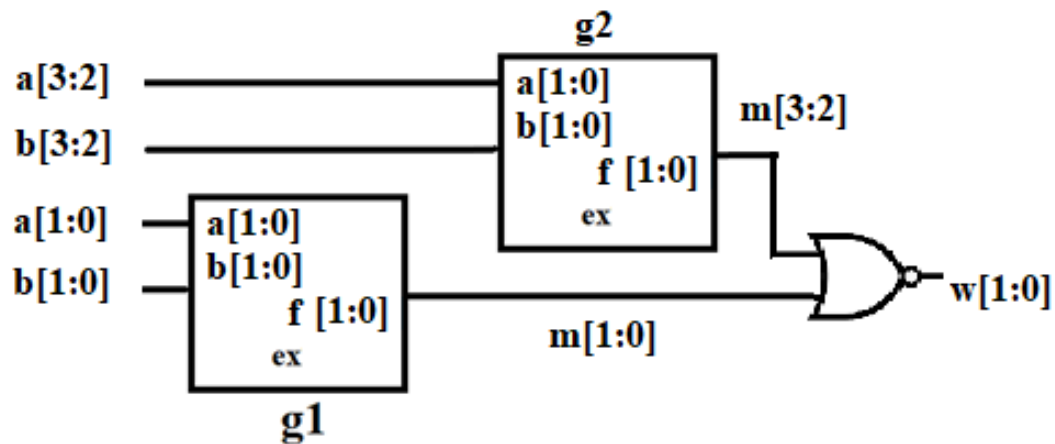 g2
a[3:2]
a[1:0]
m[3:2]
b[3:2]
b[1:0]
f [1:0]
ex
a[1:0]
a[1:0]
b[1:0]
b[1:0]
f [1:0]
w[1:0]
m[1:0]
ex
g1